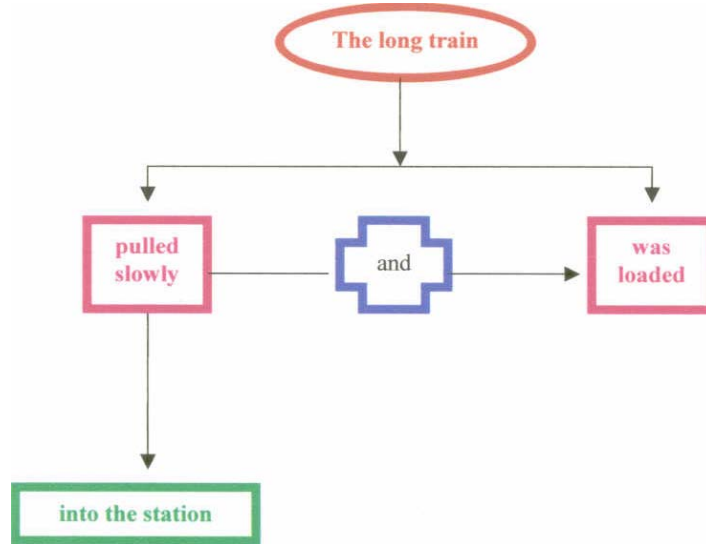 The long train
pulled
slowly
and
was
loaded
into the station